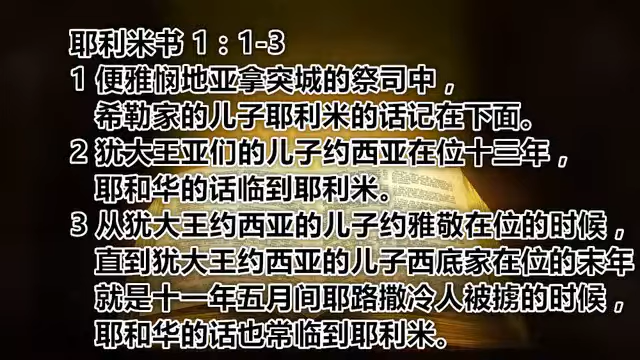 耶利米书 1：1-3
1 便雅悯地亚拿突城的祭司中，
希勒家的儿子耶利米的话记在下面。
2 犹大王亚们的儿子约西亚在位十三年，
耶和华的话临到耶利米。
3 从犹大王约西亚的儿子约雅敬在位的时候，
直到犹大王约西亚的儿子西底家在位的末年
就是十一年五月间耶路撒冷人被掳的时候，
耶和华的话也常临到耶利米。